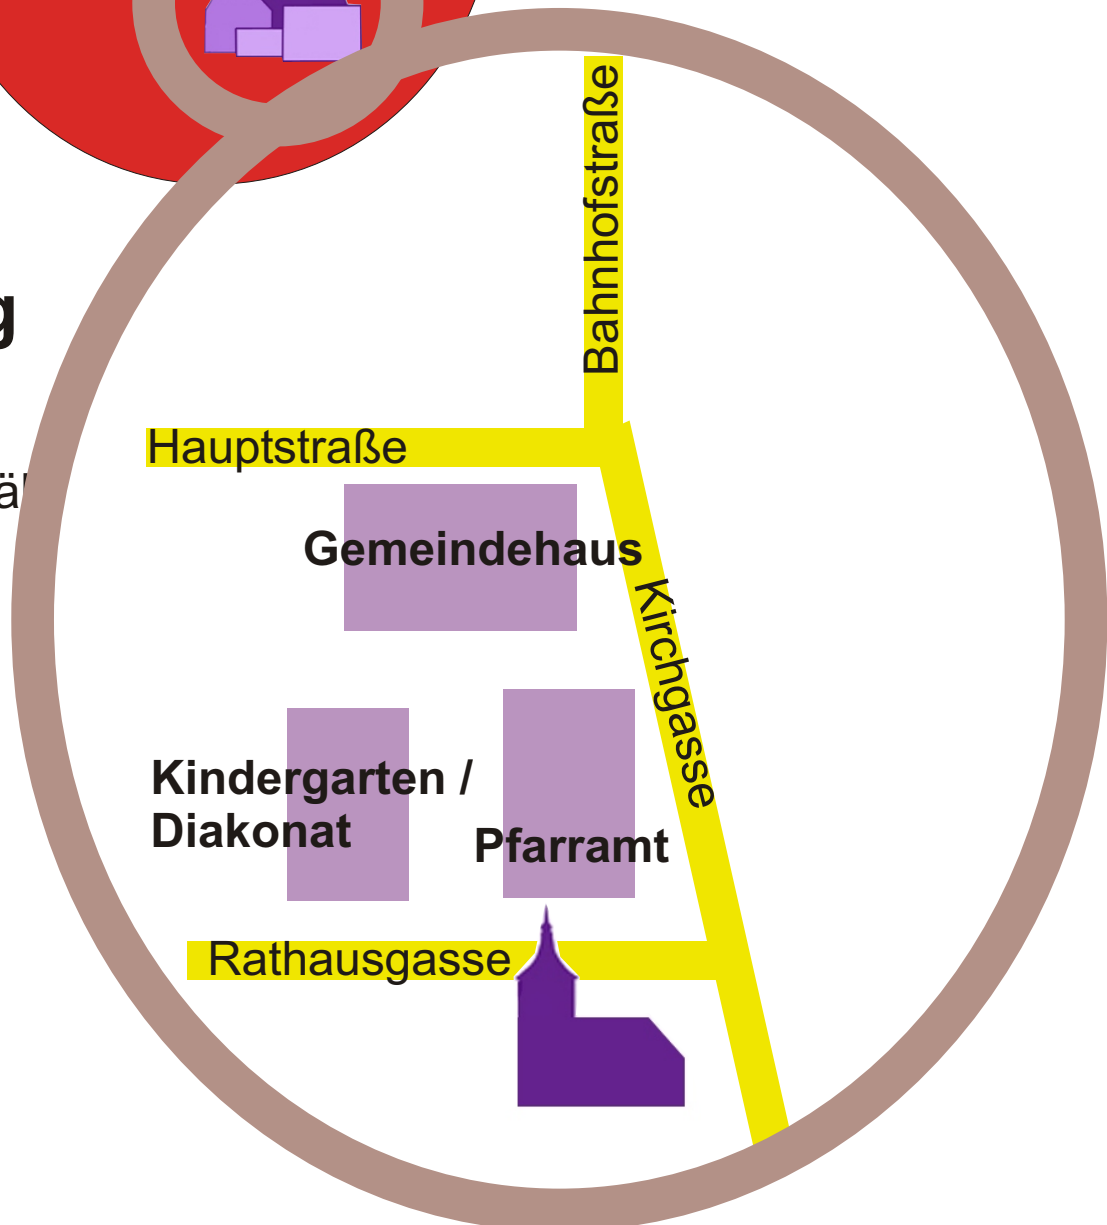 Bahnhofstraße
g
Hauptstraße
Gemeindehaus
Kirchgasse
Kindergarten /
Diakonat
Pfarramt
Rathausgasse